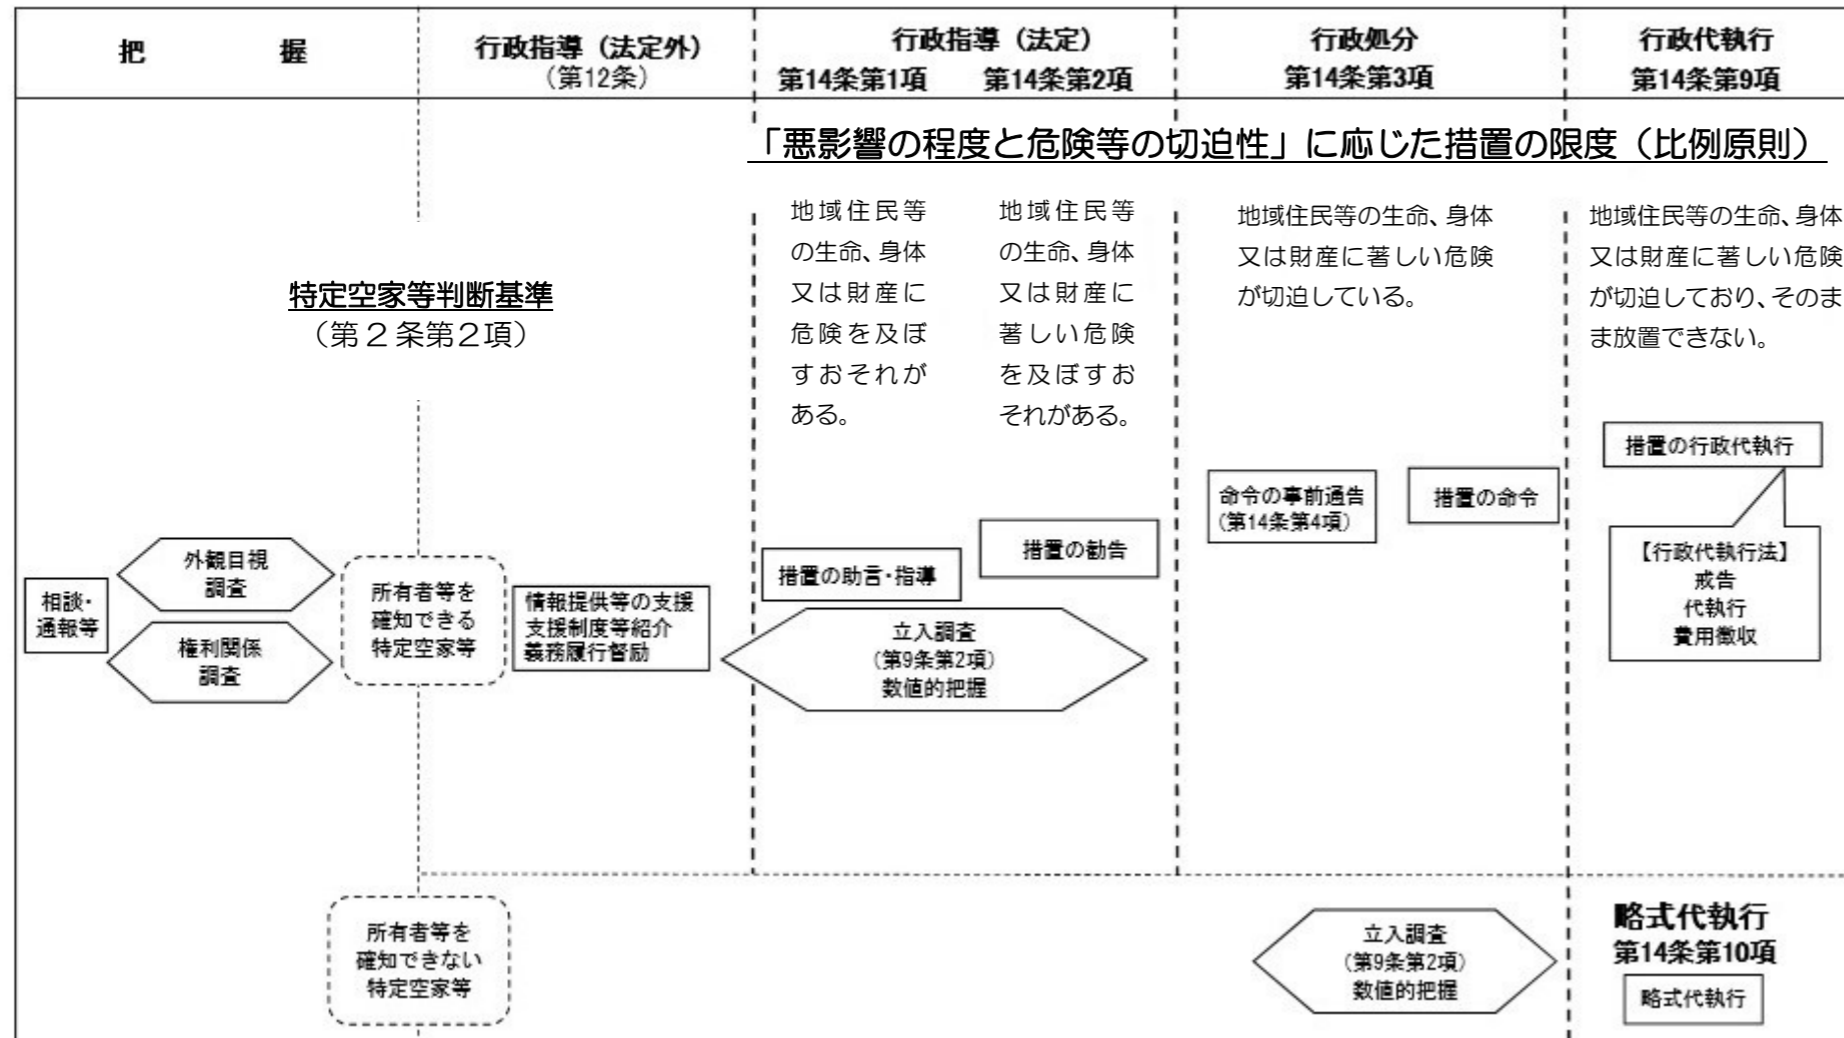 把　　　握
行政指導（法定外）
（第12条）
行政指導（法定）
第14条第1項　　第14条第2項
行政処分
第14条第3項
行政代執行
第14条第9項
「悪影響の程度と危険等の切迫性」に応じた措置の限度（比例原則）
特定空家等判断基準
（第２条第２項）
地域住民等
の生命、身体
又は財産に
危険を及ぼ
すおそれが
ある。
地域住民等
の生命、身体
又は財産に
著しい危険
を及ぼすお
それがある。
地域住民等の生命、身体
又は財産に著しい危険
が切迫している。
地域住民等の生命、身体
又は財産に著しい危険
が切迫しており、そのま
ま放置できない。
相談・
通報等
外観目視
調査
権利関係
調査
所有者等を
確知できる
特定空家等
情報提供等の支援
支援制度等紹介
義務履行督励
措置の助言・指導
措置の勧告
立入調査
(第9条第2項)
数値的把握
命令の事前通告
(第14条第4項)
措置の命令
措置の行政代執行
【行政代執行法】
戒告
代執行
費用徴収
所有者等を
確知できない
特定空家等
立入調査
(第9条第2項)
数値的把握
略式代執行
第14条第10項
略式代執行